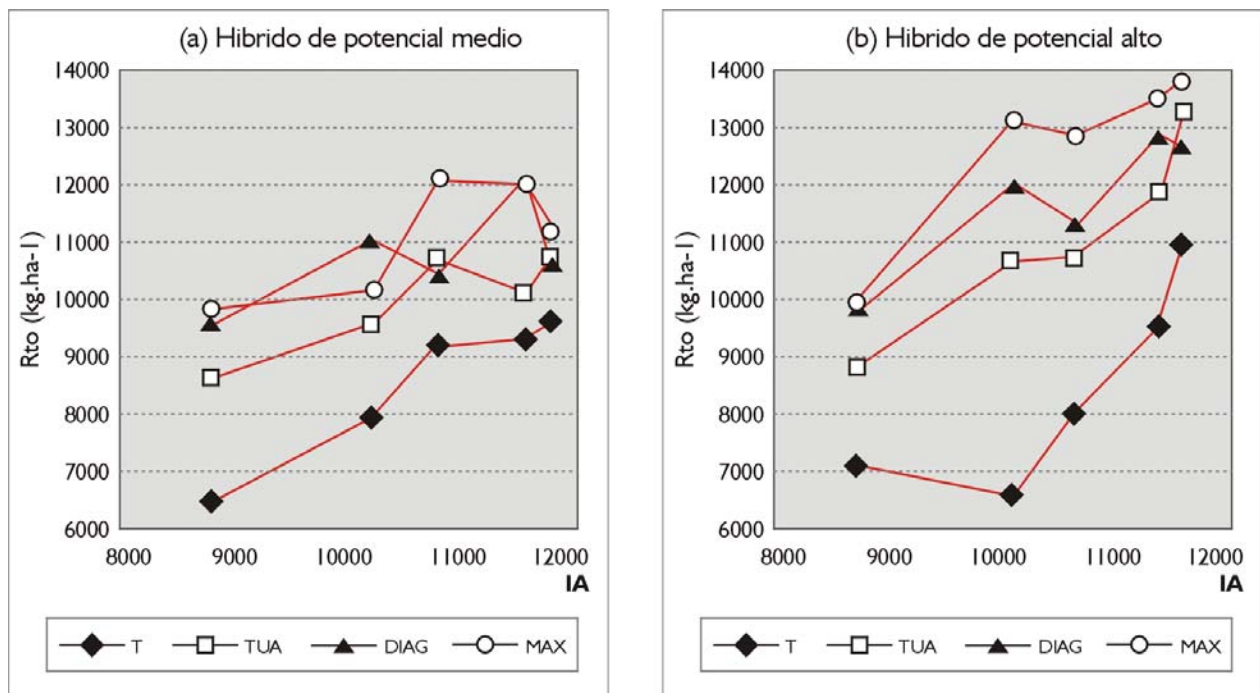 (a) Hibrido de potencial medio
14000
13000
12000
11000
10000
9000
8000
7000
6000
Rto (kg.ha-1)
8000 9000 10000 11000 12000
IA
T TUA DIAG MAX
(b) Hibrido de potencial alto
14000
13000
12000
11000
10000
9000
8000
7000
6000
Rto (kg.ha-1)
8000 9000 10000 11000 12000
IA
T TUA DIAG MAX